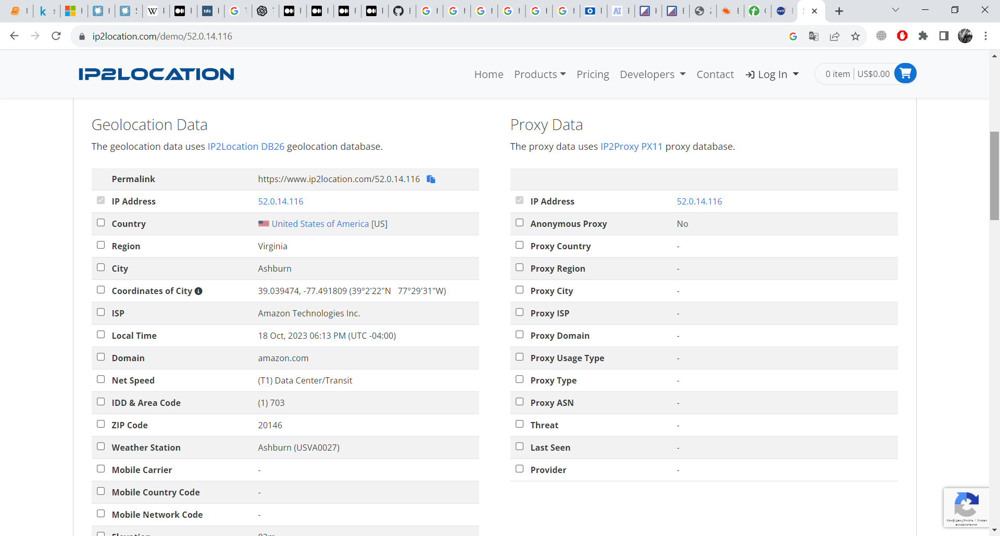 ip2location.com/demo/52.0.14.116
IP2LOCATION
Home Products Pricing Developers Contact Log In 0 item US$0.00
Geolocation Data
The geolocation data uses IP2Location DB26 geolocation database.
Permalink https://www.ip2location.com/52.0.14.116
IP Address 52.0.14.116
Country United States of America [US]
Region Virginia
City Ashburn
Coordinates of City 39.039474, -77.491809 (39°2'22"N 77°29'31"W)
ISP Amazon Technologies Inc.
Local Time 18 Oct, 2023 06:13 PM (UTC -04:00)
Domain amazon.com
Net Speed (T1) Data Center/Transit
IDD & Area Code (1) 703
ZIP Code 20146
Weather Station Ashburn (USVA0027)
Mobile Carrier -
Mobile Country Code -
Mobile Network Code -
Proxy Data
The proxy data uses IP2Proxy PX11 proxy database.
IP Address 52.0.14.116
Anonymous Proxy No
Proxy Country -
Proxy Region -
Proxy City -
Proxy ISP -
Proxy Domain -
Proxy Usage Type -
Proxy Type -
Proxy ASN -
Threat -
Last Seen -
Provider -
Конфіденційність - Умови
використання